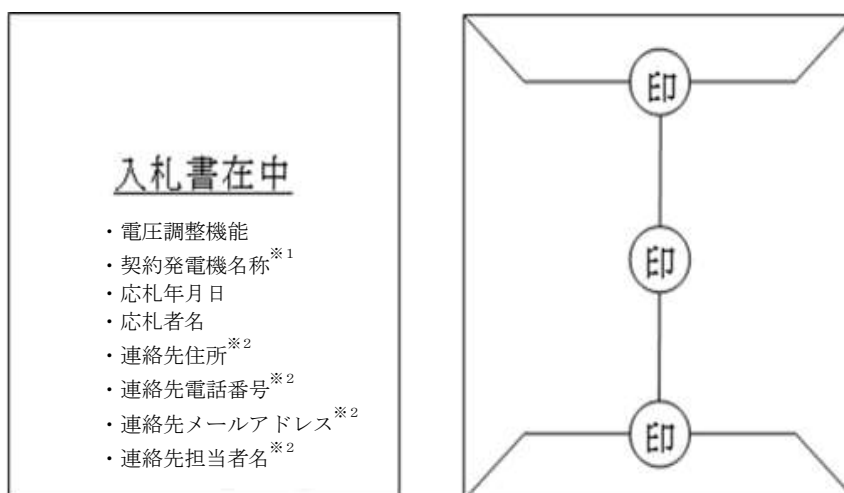 入札書在中
・電圧調整機能
・契約発電機名称※1
・応札年月日
・応札者名
・連絡先住所※2
・連絡先電話番号※2
・連絡先メールアドレス※2
・連絡先担当者名※2
印
印
印